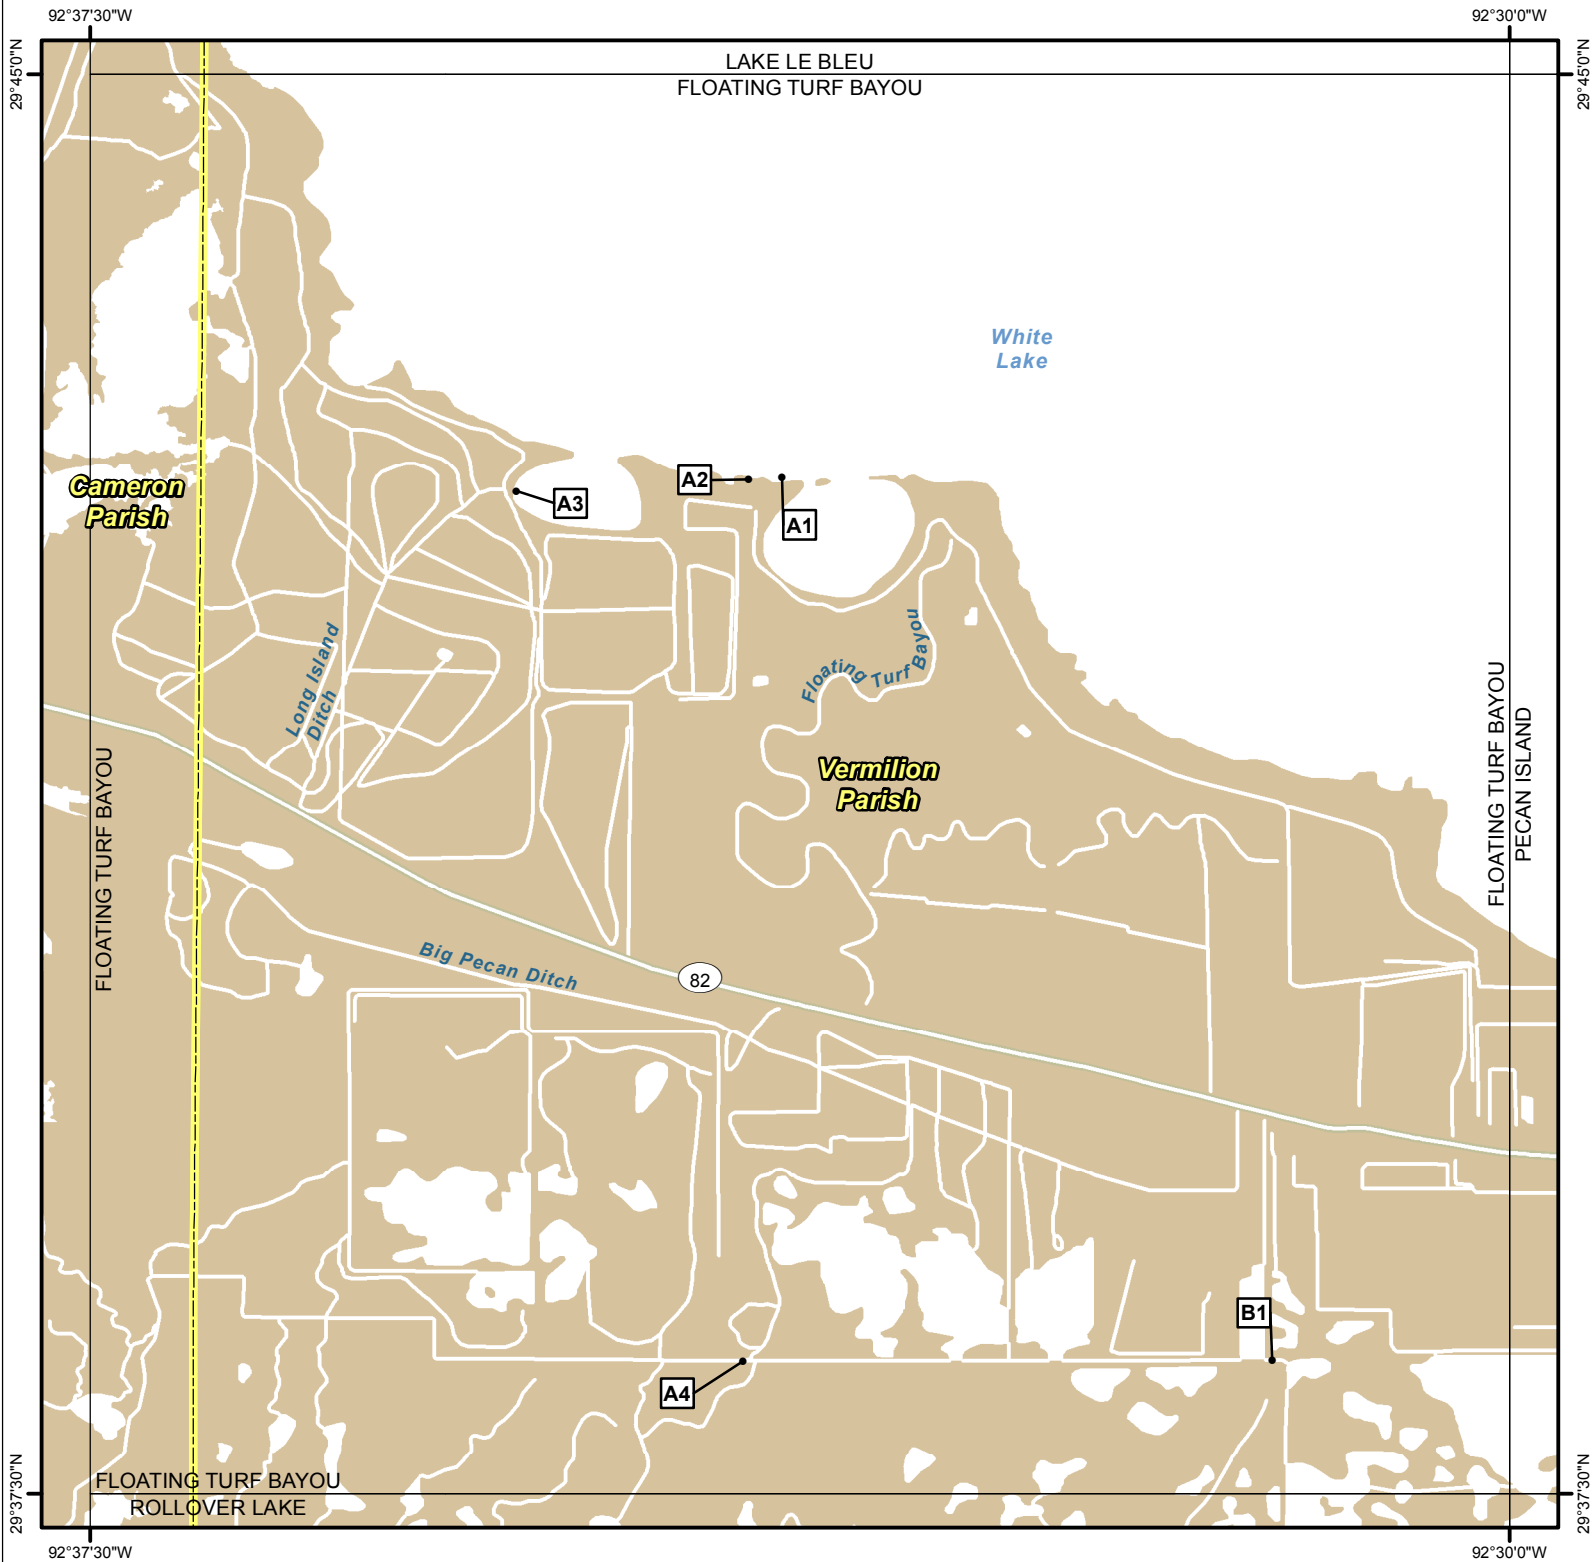 92°37'30"W
92°30'0"W
29°45'0"N
29°45'0"N
LAKE LE BLEU
FLOATING TURF BAYOU
White
Lake
A2
A3
A1
Cameron
Parish
Long Island
Ditch
Floating Turf Bayou
Vermilion
Parish
FLOATING TURF BAYOU
FLOATING TURF BAYOU
PECAN ISLAND
Big Pecan Ditch
82
B1
A4
FLOATING TURF BAYOU
ROLLOVER LAKE
29°37'30"N
29°37'30"N
92°37'30"W
92°30'0"W